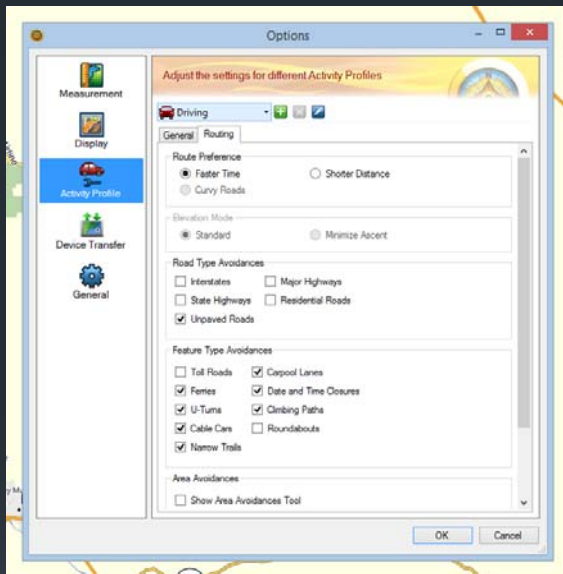 Options
Adjust the settings for different Activity Profiles
Measurement
Display
Activity Profile
Device Transfer
General
Driving
General Routing
Route Preference
Faster Time Shorter Distance
Curvy Roads
Elevation Mode
Standard Minimize Ascent
Road Type Avoidances
Interstates Major Highways
State Highways Residential Roads
Unpaved Roads
Feature Type Avoidances
Toll Roads Carpool Lanes
Ferries Date and Time Closures
U-Turns Climbing Paths
Cable Cars Roundabouts
Narrow Trails
Area Avoidances
Show Area Avoidances Tool
OK Cancel